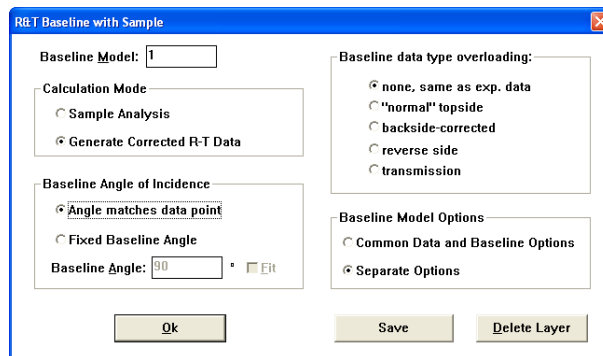 R&T Baseline with Sample
Baseline Model: 1
Calculation Mode
Sample Analysis
Generate Corrected R-T Data
Baseline Angle of Incidence
Angle matches data point
Fixed Baseline Angle
Baseline Angle: 90 ° Fit
Baseline data type overloading:
none, same as exp. data
"normal" topside
backside-corrected
reverse side
transmission
Baseline Model Options
Common Data and Baseline Options
Separate Options
Ok
Save
Delete Layer